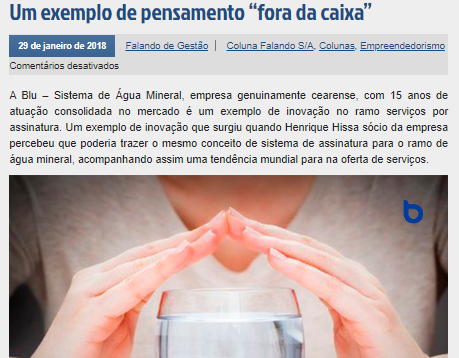 Um exemplo de pensamento “fora da caixa”
29 de janeiro de 2018 Falando de Gestão | Coluna Falando S/A, Colunas, Empreendedorismo
Comentários desativados
A Blu – Sistema de Água Mineral, empresa genuinamente cearense, com 15 anos de
atuação consolidada no mercado é um exemplo de inovação no ramo serviços por
assinatura. Um exemplo de inovação que surgiu quando Henrique Hissa sócio da empresa
percebeu que poderia trazer o mesmo conceito de sistema de assinatura para o ramo de
água mineral, acompanhando assim uma tendência mundial para na oferta de serviços.
b